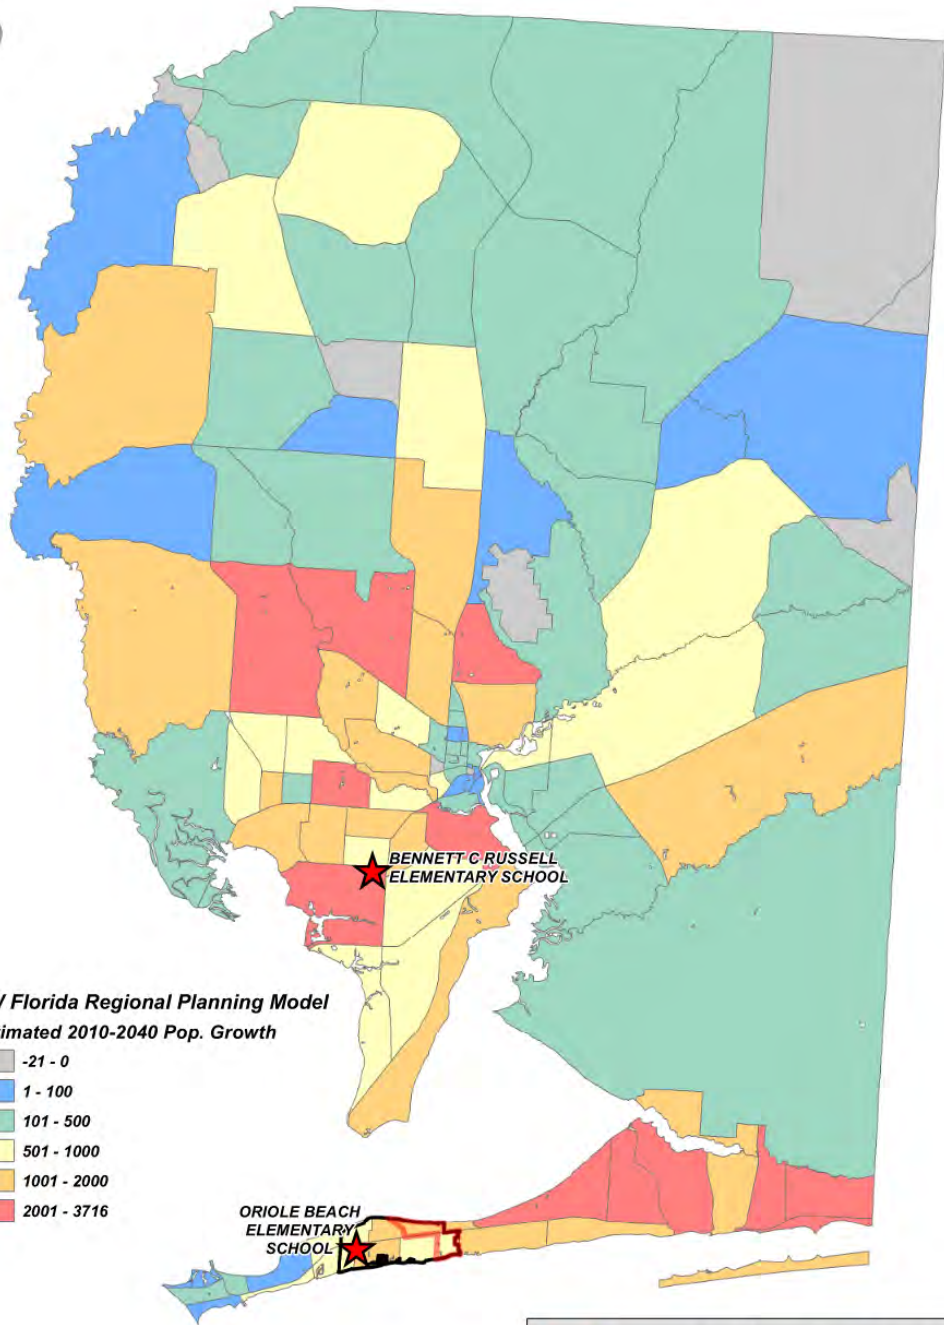 BENNETT C RUSSELL
ELEMENTARY SCHOOL
Florida Regional Planning Model
2010-2040 Pop. Growth
-21 - 0
1 - 100
101 - 500
501 - 1000
1001 - 2000
2001 - 3716
ORIOLE BEACH
ELEMENTARY
SCHOOL